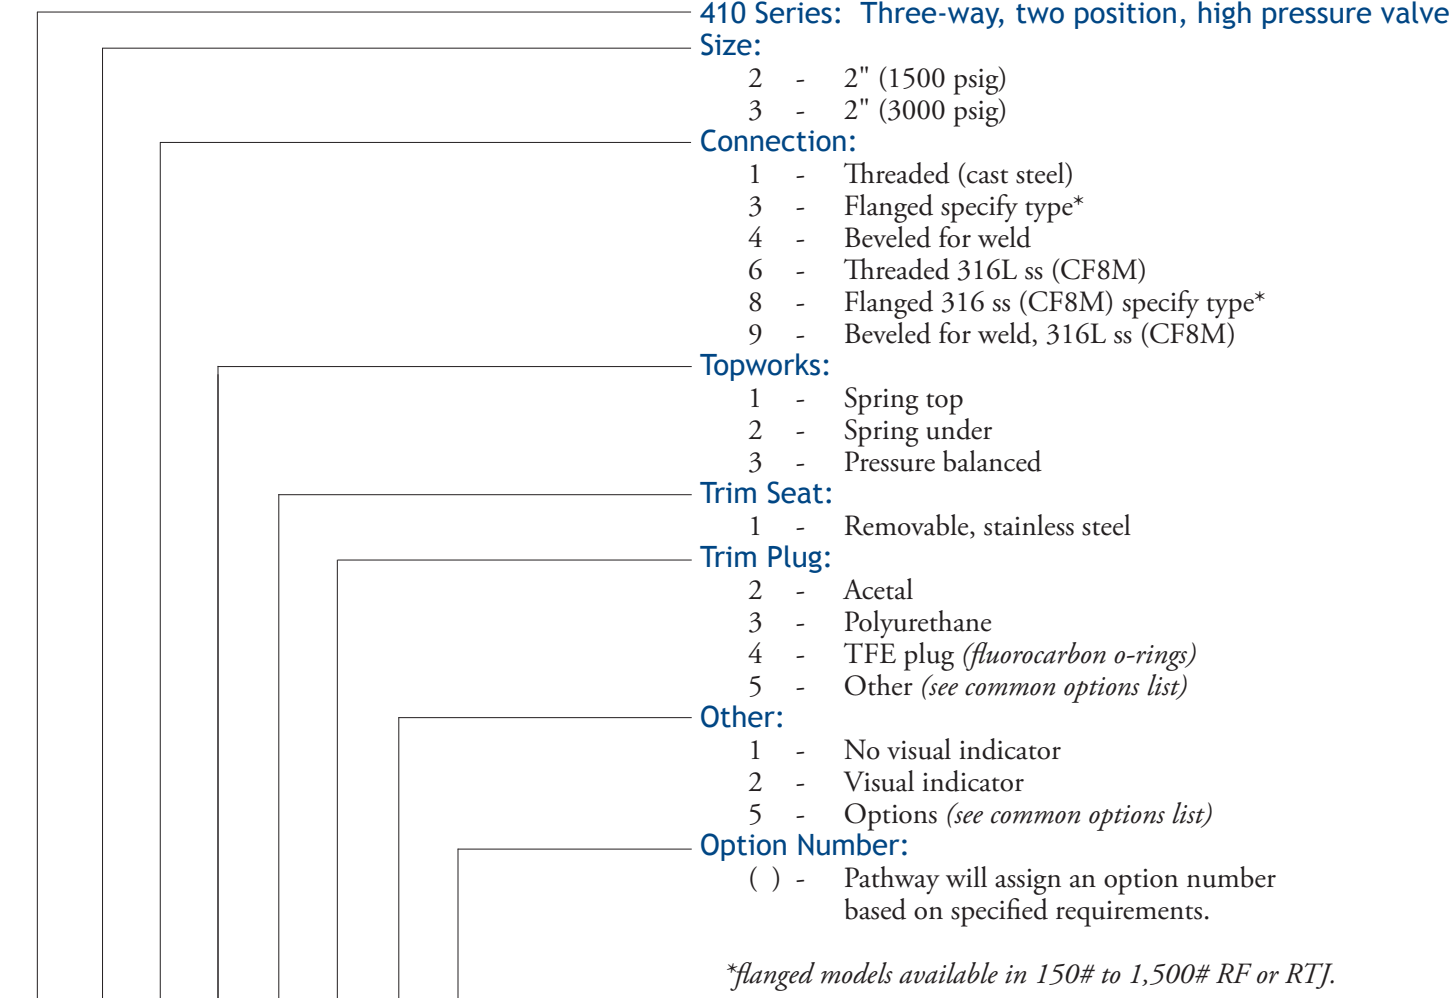 410 Series: Three-way, two position, high pressure valve
Size:
2 - 2" (1500 psig)
3 - 2" (3000 psig)
Connection:
1 - Threaded (cast steel)
3 - Flanged specify type*
4 - Beveled for weld
6 - Threaded 316L ss (CF8M)
8 - Flanged 316 ss (CF8M) specify type*
9 - Beveled for weld, 316L ss (CF8M)
Topworks:
1 - Spring top
2 - Spring under
3 - Pressure balanced
Trim Seat:
1 - Removable, stainless steel
Trim Plug:
2 - Acetal
3 - Polyurethane
4 - TFE plug (fluorocarbon o-rings)
5 - Other (see common options list)
Other:
1 - No visual indicator
2 - Visual indicator
5 - Options (see common options list)
Option Number:
( ) - Pathway will assign an option number
based on specified requirements.
*flanged models available in 150# to 1,500# RF or RTJ.